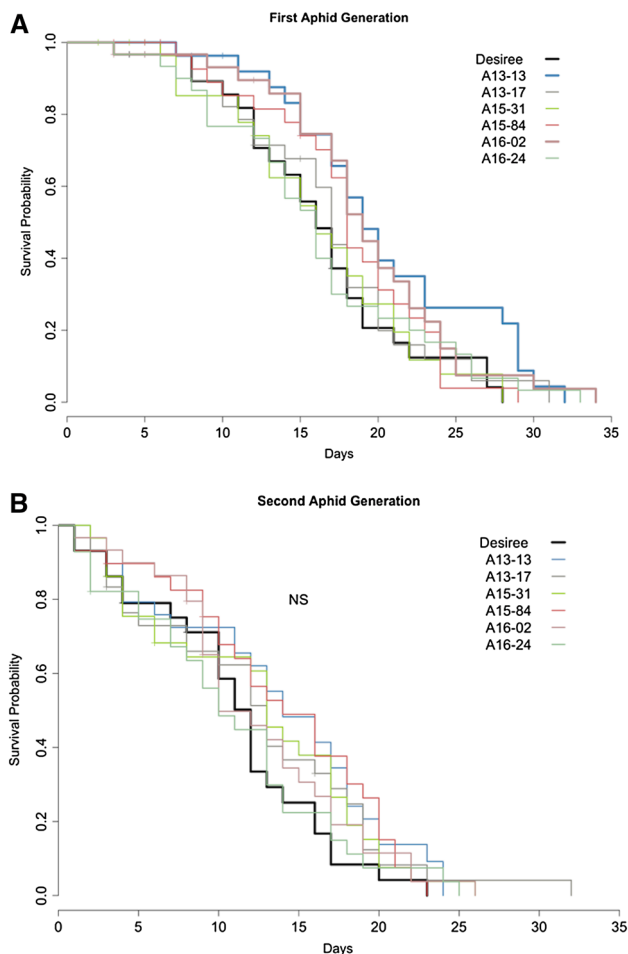 A
First Aphid Generation
Survival Probability
1.0
0.8
0.6
0.4
0.2
0.0
Desiree
A13-13
A13-17
A15-31
A15-84
A16-02
A16-24
0 5 10 15 20 25 30 35
Days
B
Second Aphid Generation
Survival Probability
1.0
0.8
0.6
0.4
0.2
0.0
NS
Desiree
A13-13
A13-17
A15-31
A15-84
A16-02
A16-24
0 5 10 15 20 25 30 35
Days